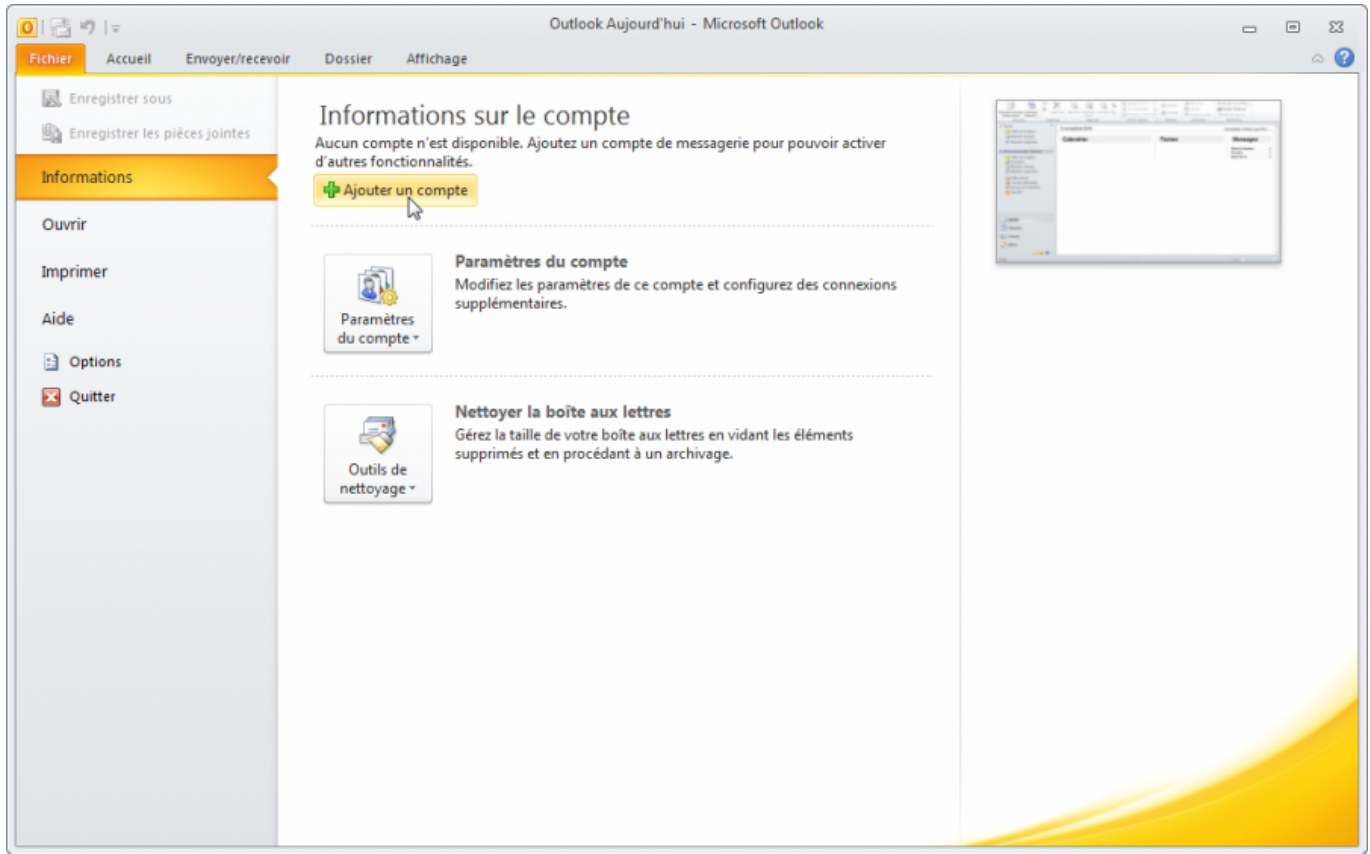 Outlook Aujourd'hui - Microsoft Outlook
Fichier Accueil Envoyer/recevoir Dossier Affichage
Enregistrer sous
Enregistrer les pièces jointes
Informations
Ouvrir
Imprimer
Aide
Options
Quitter
Informations sur le compte
Aucun compte n'est disponible. Ajoutez un compte de messagerie pour pouvoir activer
d'autres fonctionnalités.
Ajouter un compte
Paramètres
du compte
Paramètres du compte
Modifiez les paramètres de ce compte et configurez des connexions
supplémentaires.
Outils de
nettoyage
Nettoyer la boîte aux lettres
Gérez la taille de votre boîte aux lettres en vidant les éléments
supprimés et en procédant à un archivage.
Calendrier Tâches Messages